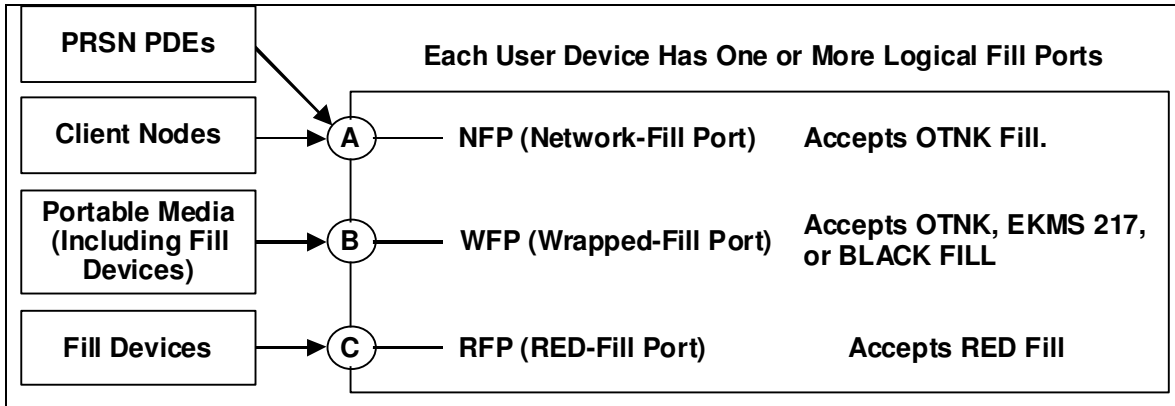 PRSN PDEs
Each User Device Has One or More Logical Fill Ports
Client Nodes
A
NFP (Network-Fill Port)
Accepts OTNK Fill.
Portable Media
(Including Fill
Devices)
B
WFP (Wrapped-Fill Port)
Accepts OTNK, EKMS 217,
or BLACK FILL
Fill Devices
C
RFP (RED-Fill Port)
Accepts RED Fill